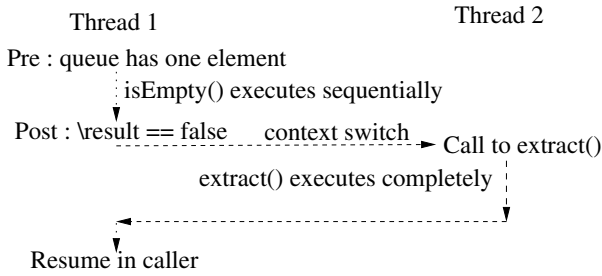 Thread 1
Thread 2
Pre : queue has one element
isEmpty() executes sequentially
Post : \result == false
context switch
Call to extract()
extract() executes completely
Resume in caller